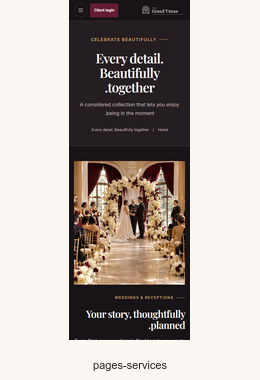 Client login
Grand Venue
CELEBRATE BEAUTIFULLY
Every detail.
Beautifully
.together
A considered collection that lets you enjoy
.being in the moment
Every detail. Beautifully together / Home
WEDDINGS & RECEPTIONS
Your story, thoughtfully
.planned
pages-services